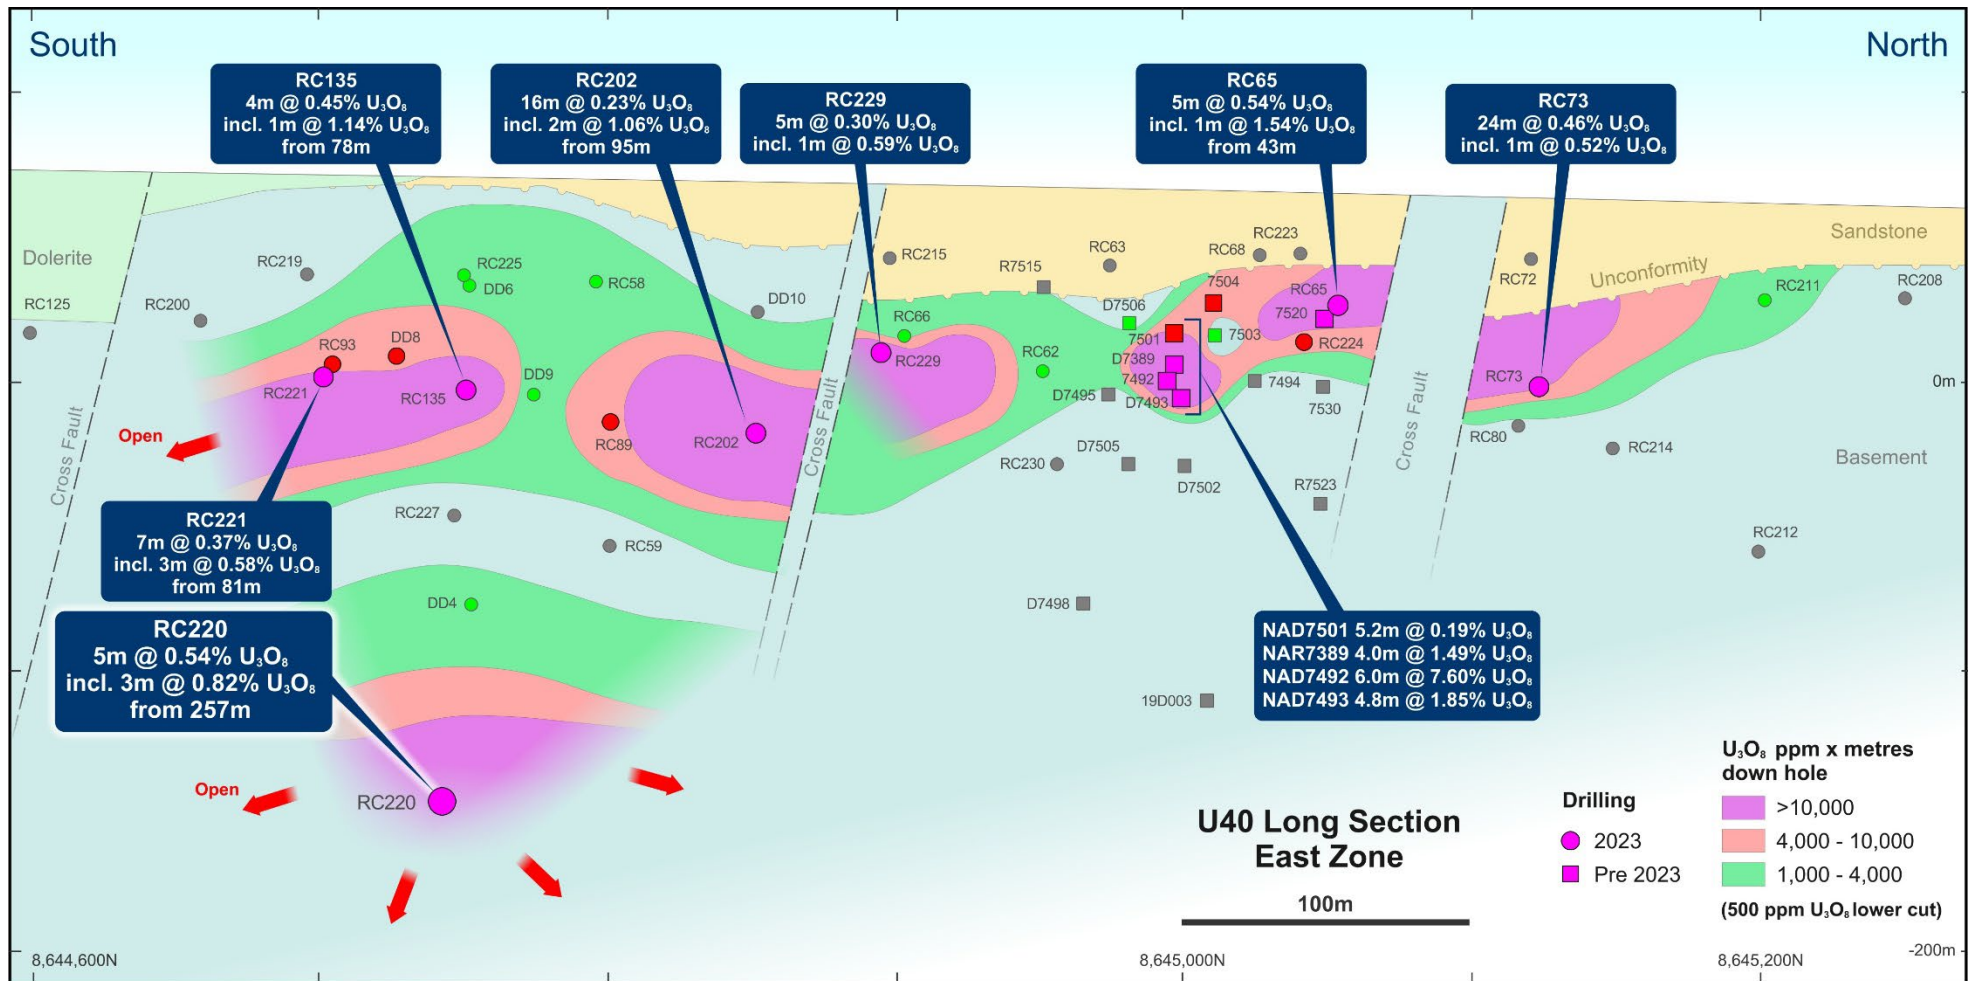 South
North
RC135
4m @ 0.45% U₃O₈
incl. 1m @ 1.14% U₃O₈
from 78m
RC202
16m @ 0.23% U₃O₈
incl. 2m @ 1.06% U₃O₈
from 95m
RC229
5m @ 0.30% U₃O₈
incl. 1m @ 0.59% U₃O₈
RC65
5m @ 0.54% U₃O₈
incl. 1m @ 1.54% U₃O₈
from 43m
RC73
24m @ 0.46% U₃O₈
incl. 1m @ 0.52% U₃O₈
Dolerite
RC125
RC200
RC219
RC225
DD6
RC58
DD10
RC215
R7515
RC63
RC68
RC223
7504
RC65
7520
RC72
Sandstone
Unconformity
RC211
RC208
RC93
DD8
RC221
RC135
DD9
RC89
RC202
RC66
RC229
RC62
D7506
7501
7503
D7389
7492
D7493
D7495
RC224
7494
7530
RC73
0m
RC80
RC214
Basement
Open
Cross Fault
Cross Fault
Cross Fault
RC230
D7505
D7502
R7523
RC212
RC227
RC59
RC221
7m @ 0.37% U₃O₈
incl. 3m @ 0.58% U₃O₈
from 81m
DD4
D7498
RC220
5m @ 0.54% U₃O₈
incl. 3m @ 0.82% U₃O₈
from 257m
NAD7501 5.2m @ 0.19% U₃O₈
NAR7389 4.0m @ 1.49% U₃O₈
NAD7492 6.0m @ 7.60% U₃O₈
NAD7493 4.8m @ 1.85% U₃O₈
19D003
Open
RC220
U40 Long Section
East Zone
100m
Drilling
2023
Pre 2023
U₃O₈ ppm x metres
down hole
>10,000
4,000 - 10,000
1,000 - 4,000
(500 ppm U₃O₈ lower cut)
8,644,600N
8,645,000N
8,645,200N
-200m